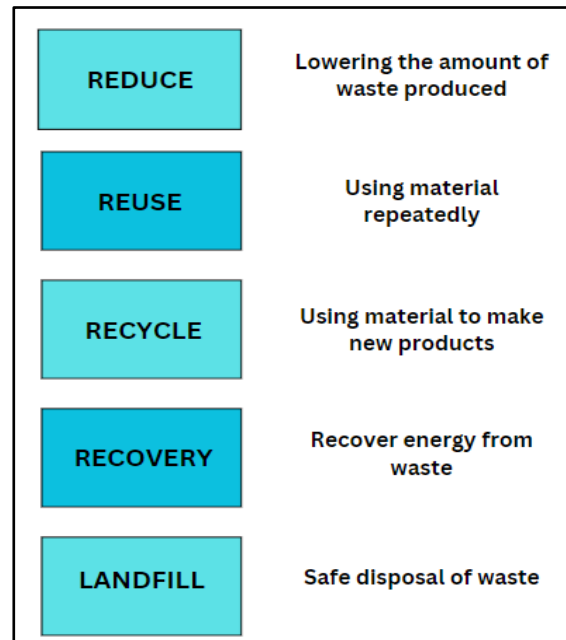 REDUCE
Lowering the amount of
waste produced
REUSE
Using material
repeatedly
RECYCLE
Using material to make
new products
RECOVERY
Recover energy from
waste
LANDFILL
Safe disposal of waste